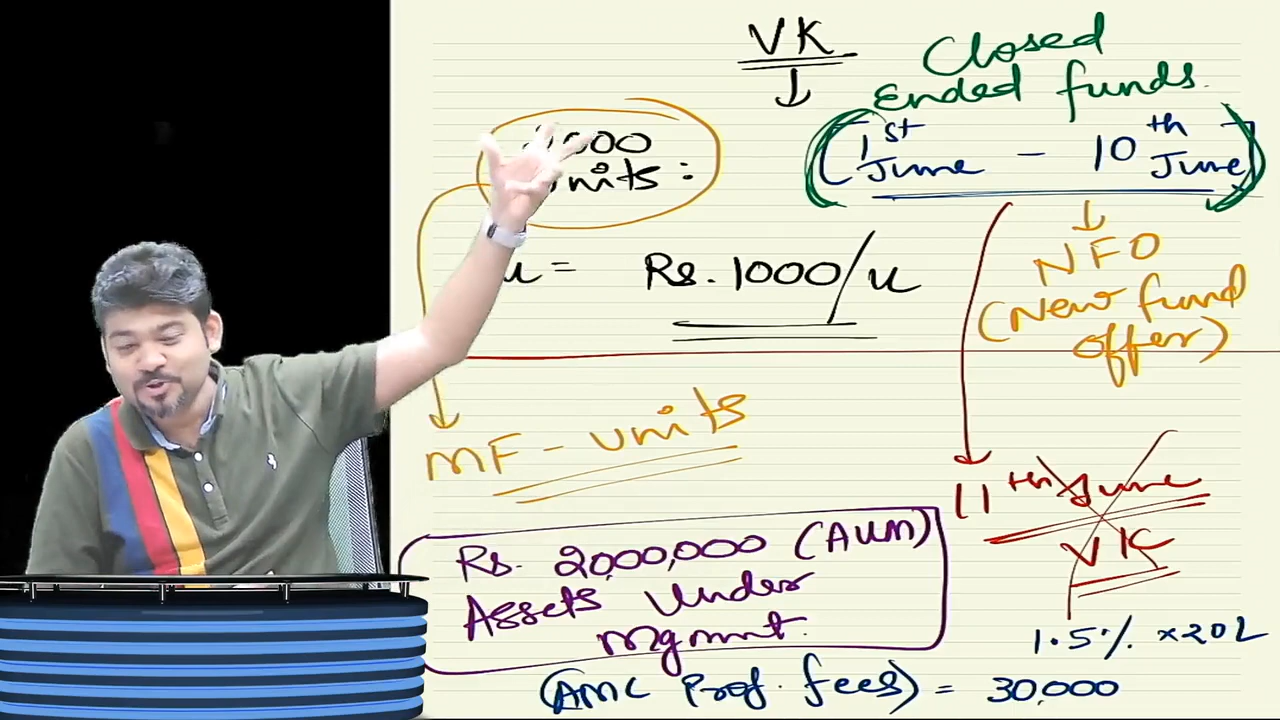 VK
Closed
Ended funds.
[1st June - 10th June]
units :
= Rs. 1000/u
NFO
(New fund
offer)
MF - units
11th June
VK
Rs. 2000,000 (AUM)
Assets Under
Mgmnt.
1.5% x 20L
(AMC Prof. fees) = 30,000